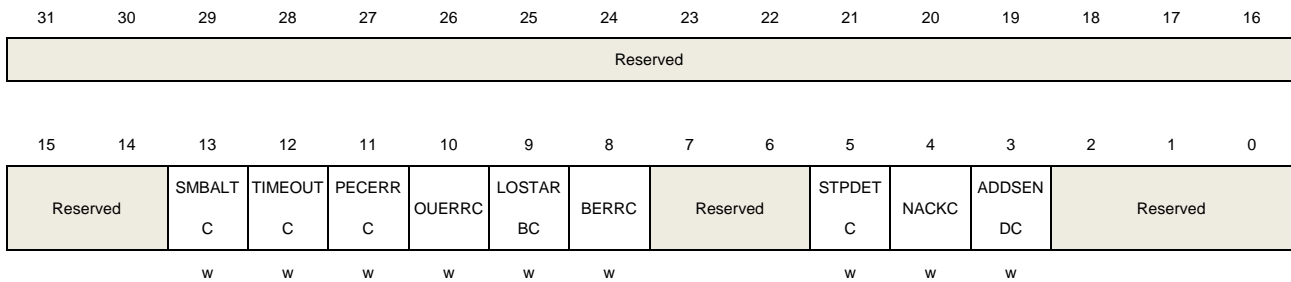 31 30 29 28 27 26 25 24 23 22 21 20 19 18 17 16
Reserved
15 14 13 12 11 10 9 8 7 6 5 4 3 2 1 0
Reserved SMBALT C TIMEOUT C PECERR C OUERRC LOSTAR BC BERRC Reserved STPDET C NACKC ADDSEN DC Reserved
w w w w w w w w w